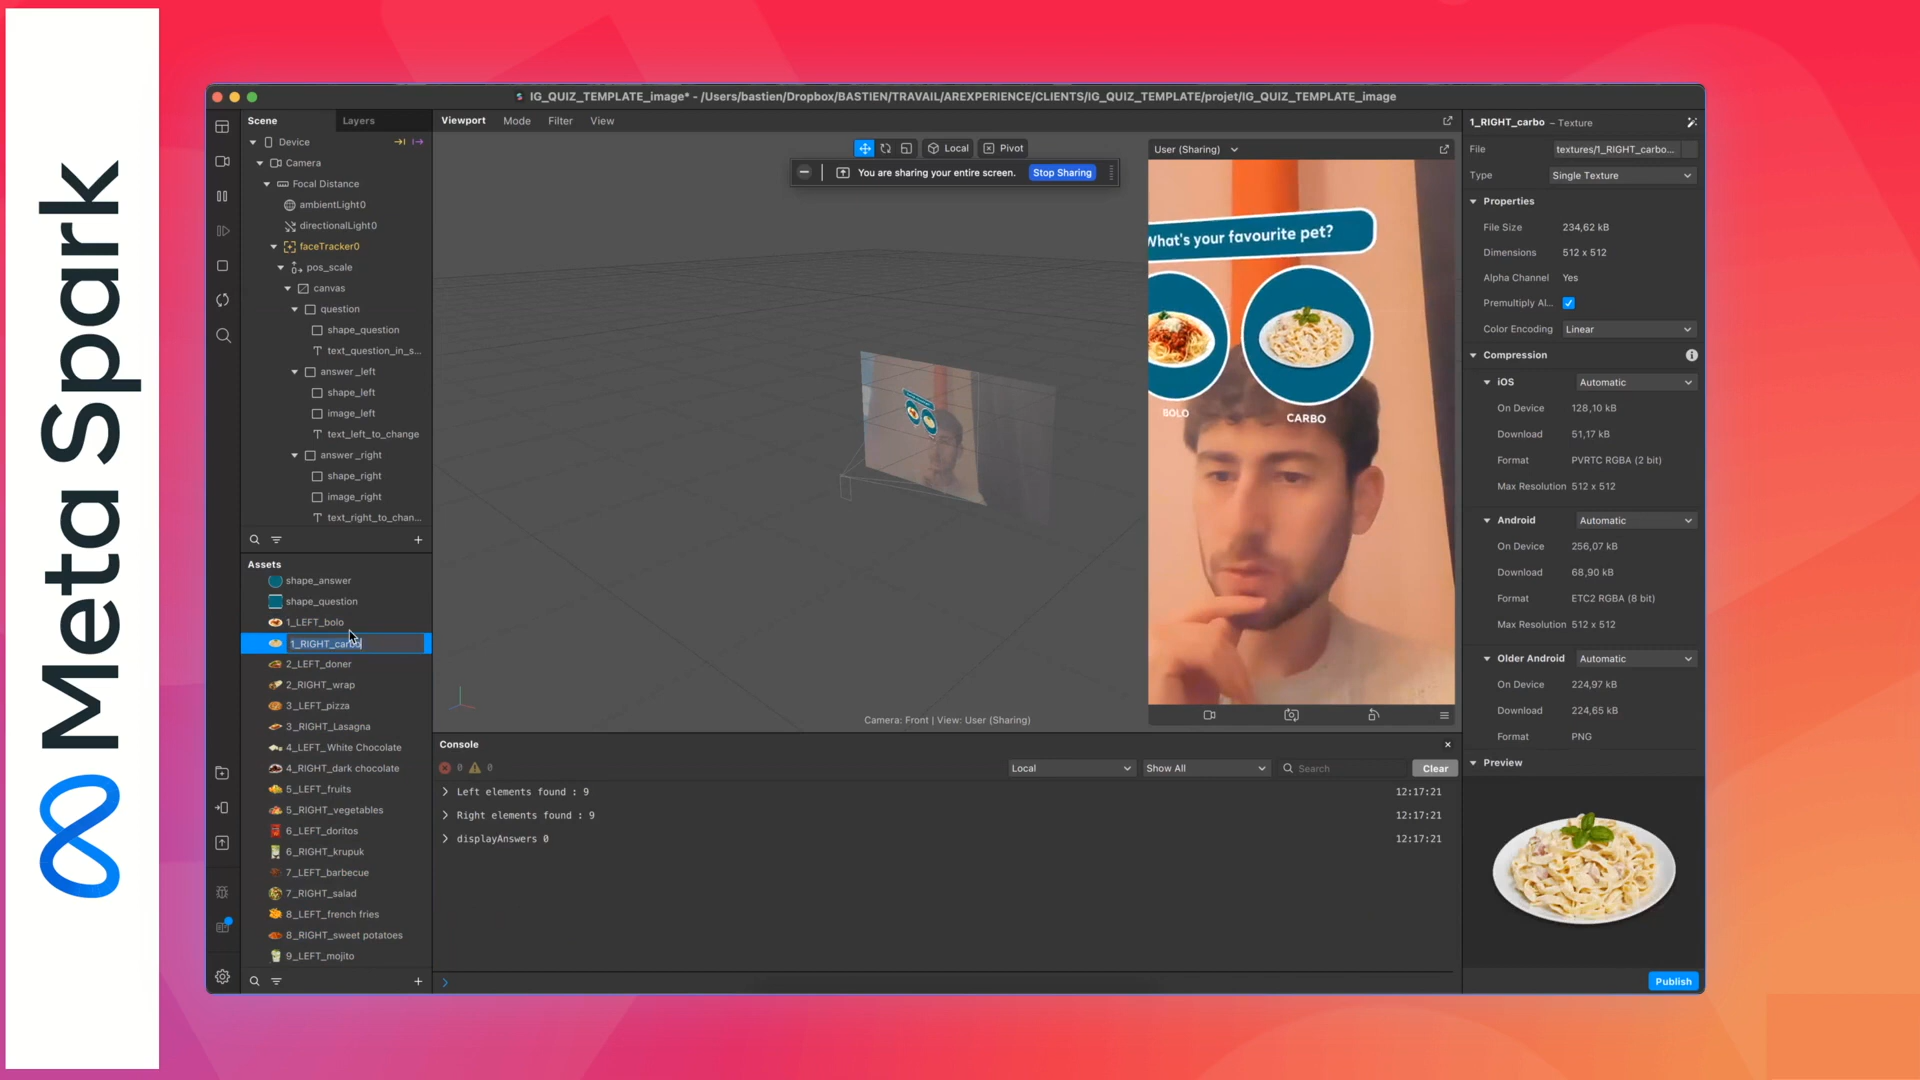 Meta Spark
IG_QUIZ_TEMPLATE_image* - /Users/bastien/Dropbox/BASTIEN/TRAVAIL/AREXPERIENCE/CLIENTS/IG_QUIZ_TEMPLATE/projet/IG_QUIZ_TEMPLATE_image
Scene
Layers
Device
Camera
Focal Distance
ambientLight0
directionalLight0
faceTracker0
pos_scale
canvas
question
shape_question
text_question_in_s...
answer_left
shape_left
image_left
text_left_to_change
answer_right
shape_right
image_right
text_right_to_chan...
Assets
shape_answer
shape_question
1_LEFT_bolo
1_RIGHT_carbo
2_LEFT_doner
2_RIGHT_wrap
3_LEFT_pizza
3_RIGHT_Lasagna
4_LEFT_White Chocolate
4_RIGHT_dark chocolate
5_LEFT_fruits
5_RIGHT_vegetables
6_LEFT_doritos
6_RIGHT_krupuk
7_LEFT_barbecue
7_RIGHT_salad
8_LEFT_french fries
8_RIGHT_sweet potatoes
9_LEFT_mojito
Viewport Mode Filter View
Local Pivot
You are sharing your entire screen. Stop Sharing
Camera: Front | View: User (Sharing)
User (Sharing)
What's your favourite pet?
BOLO
CARBO
Console
0 0
Local
Show All
Search
Clear
Left elements found : 9 12:17:21
Right elements found : 9 12:17:21
displayAnswers 0 12:17:21
1_RIGHT_carbo – Texture
File textures/1_RIGHT_carbo...
Type Single Texture
Properties
File Size 234,62 kB
Dimensions 512 x 512
Alpha Channel Yes
Premultiply Al...
Color Encoding Linear
Compression
iOS Automatic
On Device 128,10 kB
Download 51,17 kB
Format PVRTC RGBA (2 bit)
Max Resolution 512 x 512
Android Automatic
On Device 256,07 kB
Download 68,90 kB
Format ETC2 RGBA (8 bit)
Max Resolution 512 x 512
Older Android Automatic
On Device 224,97 kB
Download 224,65 kB
Format PNG
Preview
Publish